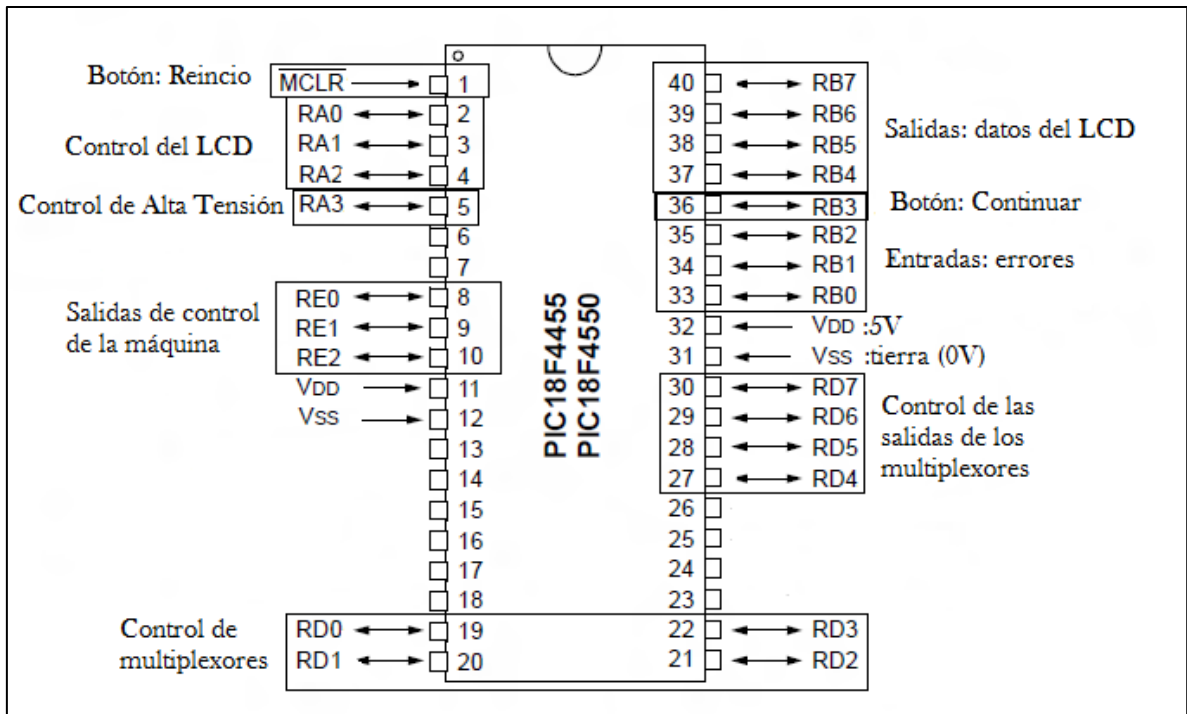 Botón: Reincio
MCLR 1
Control del LCD
RA0 2
RA1 3
RA2 4
Control de Alta Tensión RA3 5
6
7
Salidas de control
de la máquina
RE0 8
RE1 9
RE2 10
VDD 11
VSS 12
13
14
15
16
17
18
Control de
multiplexores
RD0 19
RD1 20
PIC18F4455
PIC18F4550
40 RB7
39 RB6
38 RB5
37 RB4
Salidas: datos del LCD
36 RB3
Botón: Continuar
35 RB2
34 RB1
33 RB0
Entradas: errores
32 VDD :5V
31 VSS :tierra (0V)
30 RD7
29 RD6
28 RD5
27 RD4
Control de las
salidas de los
multiplexores
26
25
24
23
22 RD3
21 RD2